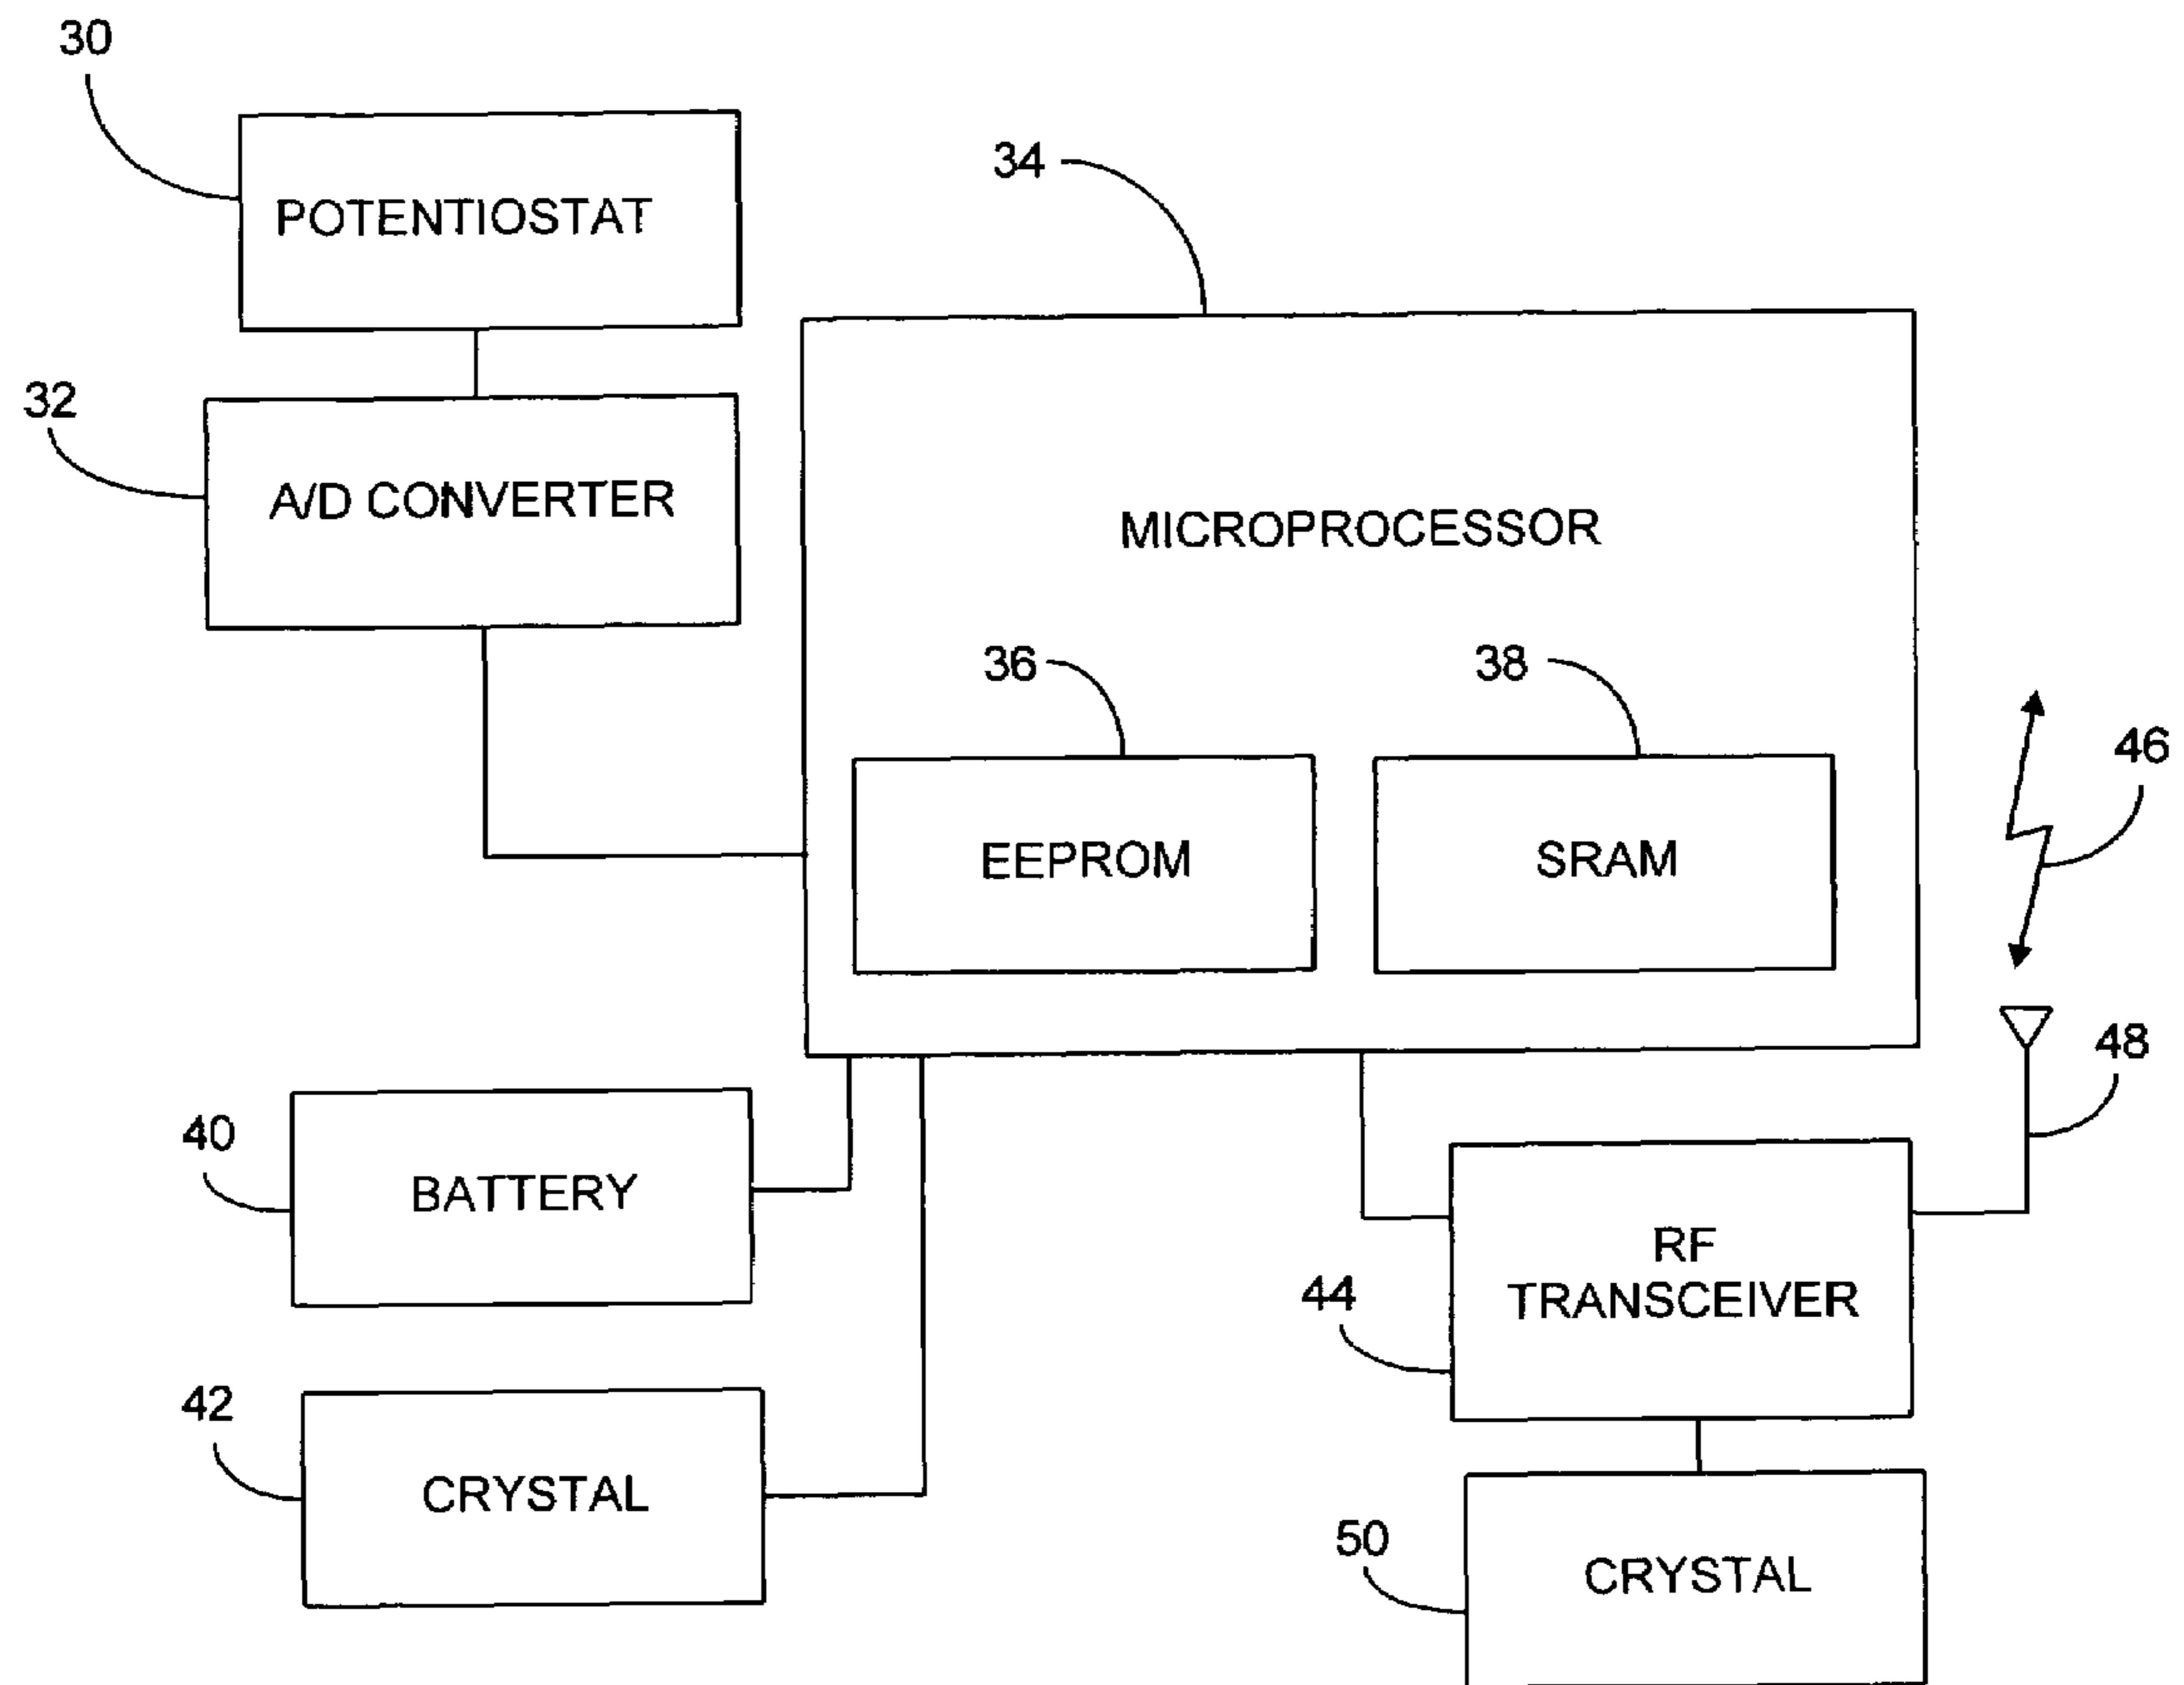 30
POTENTIOSTAT
34
32
A/D CONVERTER
MICROPROCESSOR
36
38
46
EEPROM
SRAM
48
40
BATTERY
RF
TRANSCEIVER
44
42
CRYSTAL
50
CRYSTAL